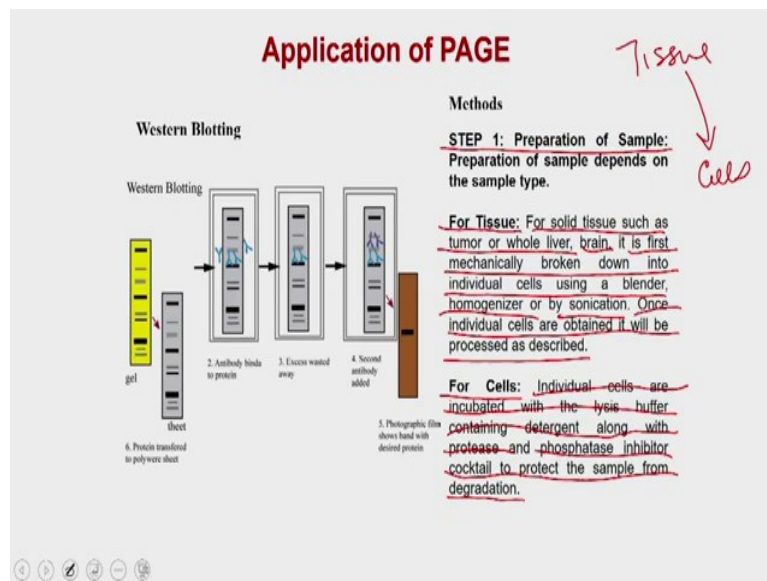 Application of PAGE
Tissue
Cells
Western Blotting
Western Blotting
gel
theet
6. Protein transfered
to polywere sheet
2. Antibody binda
to protein
3. Excess wasted
away
4. Second
antibody
added
5. Photographic film
shows band with
desired protein
Methods
STEP 1: Preparation of Sample:
Preparation of sample depends on
the sample type.
For Tissue: For solid tissue such as
tumor or whole liver, brain, it is first
mechanically broken down into
individual cells using a blender,
homogenizer or by sonication. Once
individual cells are obtained it will be
processed as described.
For Cells: Individual cells are
incubated with the lysis buffer
containing detergent along with
protease and phosphatase inhibitor
cocktail to protect the sample from
degradation.